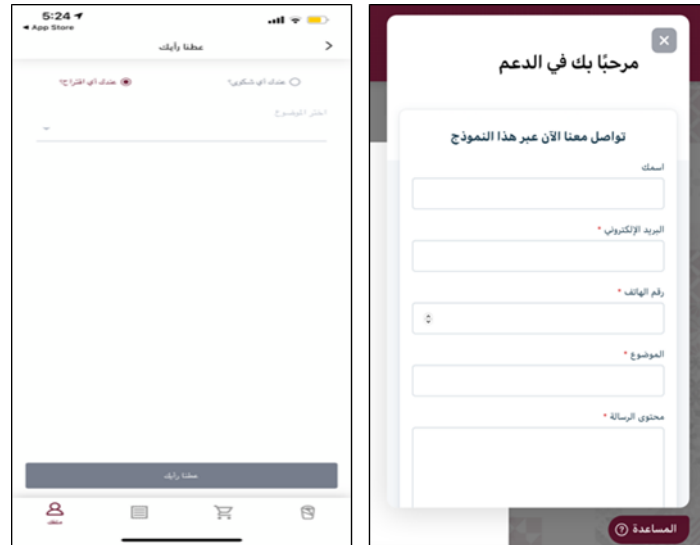 5:24
App Store
عطنا رأيك
عندك أي شكوى؟
عندك أي اقتراح؟
اختر الموضوع
عطنا رأيك
ملفك
مرحبًا بك في الدعم
تواصل معنا الآن عبر هذا النموذج
اسمك
البريد الإلكتروني *
رقم الهاتف *
الموضوع *
محتوى الرسالة *
المساعدة